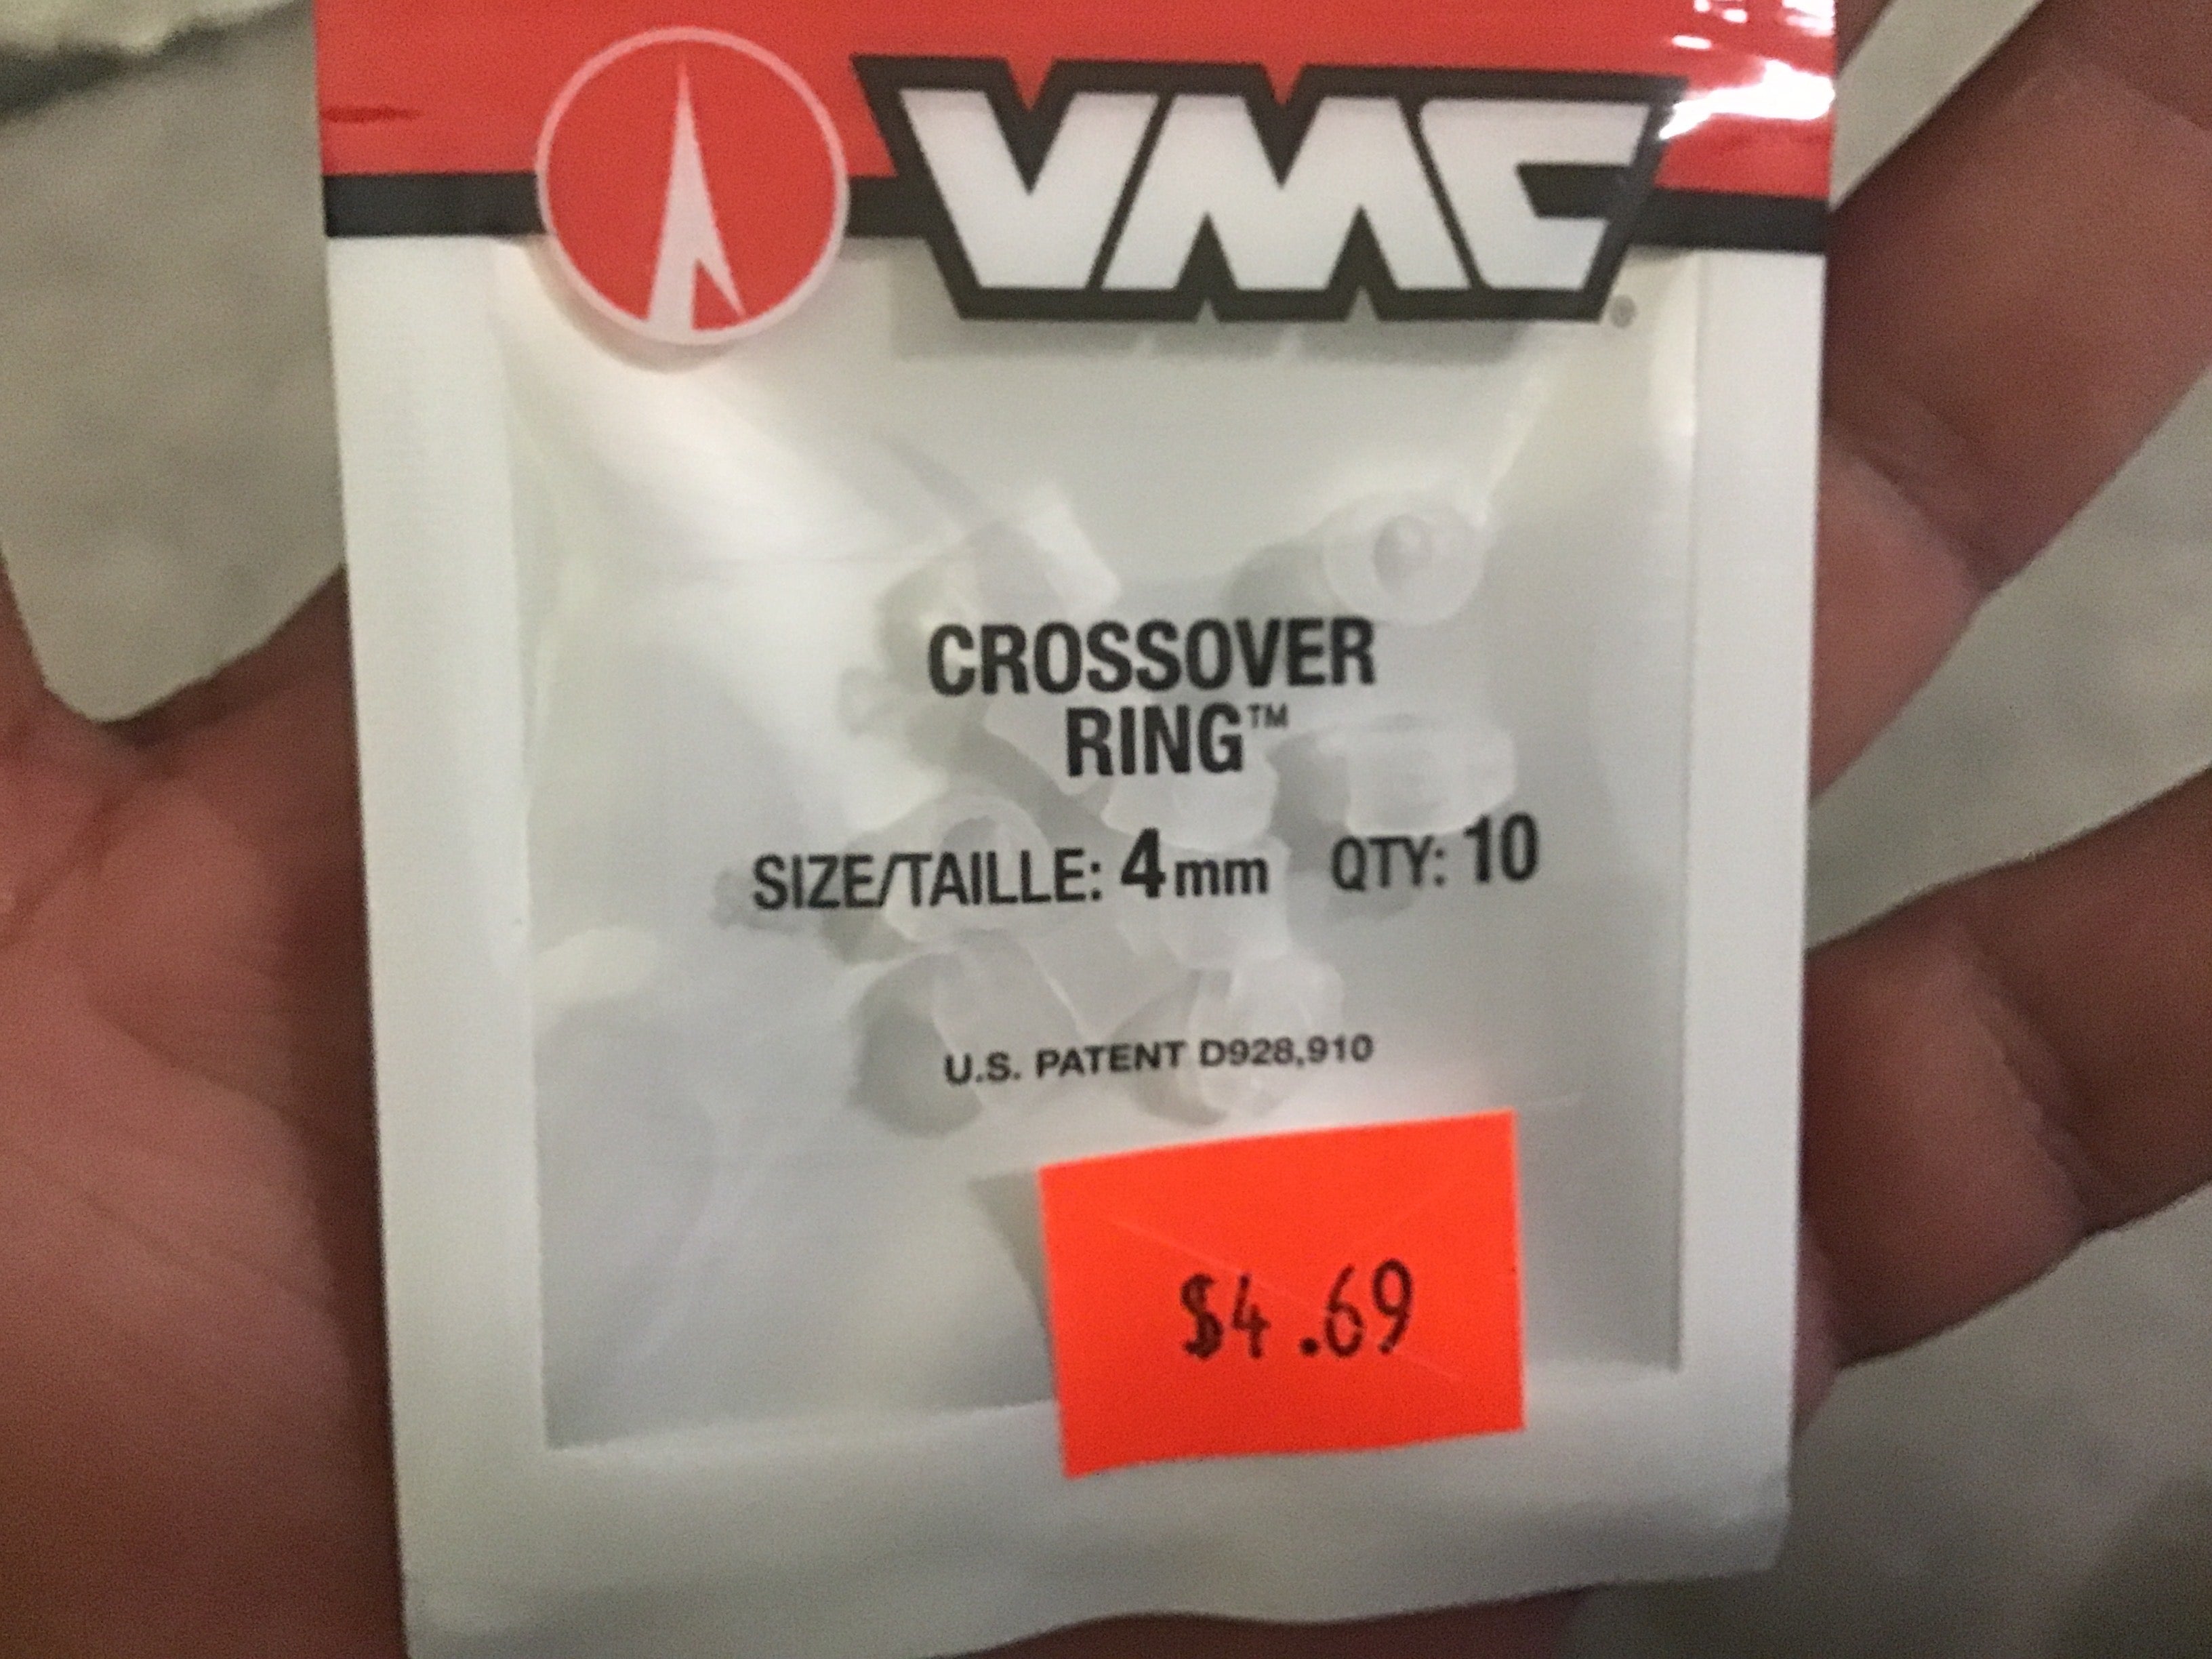 VMC®
CROSSOVER
RING™
SIZE/TAILLE: 4mm QTY: 10
U.S. PATENT D928,910
$4.69